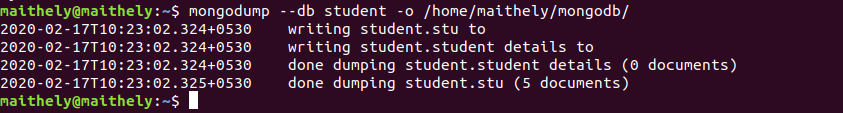 maithely@maithely:~$ mongodump --db student -o /home/maithely/mongodb/
2020-02-17T10:23:02.324+0530    writing student.stu to
2020-02-17T10:23:02.324+0530    writing student.student details to
2020-02-17T10:23:02.324+0530    done dumping student.student details (0 documents)
2020-02-17T10:23:02.325+0530    done dumping student.stu (5 documents)
maithely@maithely:~$